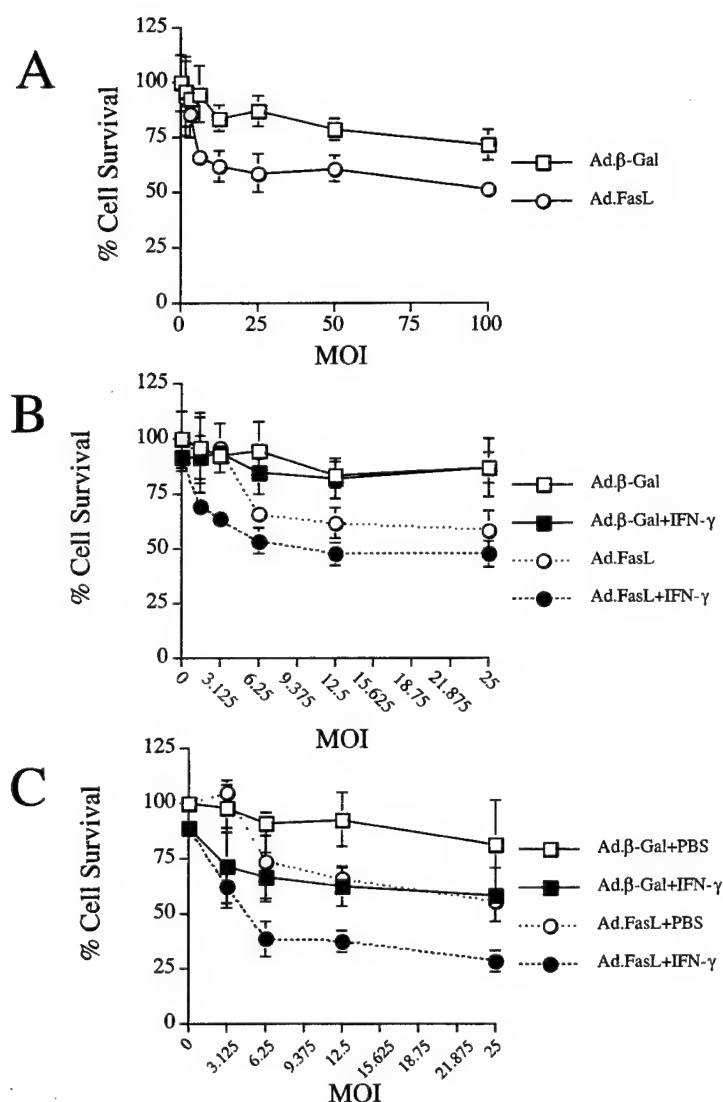 A
% Cell Survival
125
100
75
50
25
0
0 25 50 75 100
MOI
Ad.β-Gal
Ad.FasL
B
% Cell Survival
125
100
75
50
25
0
0 3.125 6.25 9.375 12.5 15.625 18.75 21.875 25
MOI
Ad.β-Gal
Ad.β-Gal+IFN-γ
Ad.FasL
Ad.FasL+IFN-γ
C
% Cell Survival
125
100
75
50
25
0
0 3.125 6.25 9.375 12.5 15.625 18.75 21.875 25
MOI
Ad.β-Gal+PBS
Ad.β-Gal+IFN-γ
Ad.FasL+PBS
Ad.FasL+IFN-γ